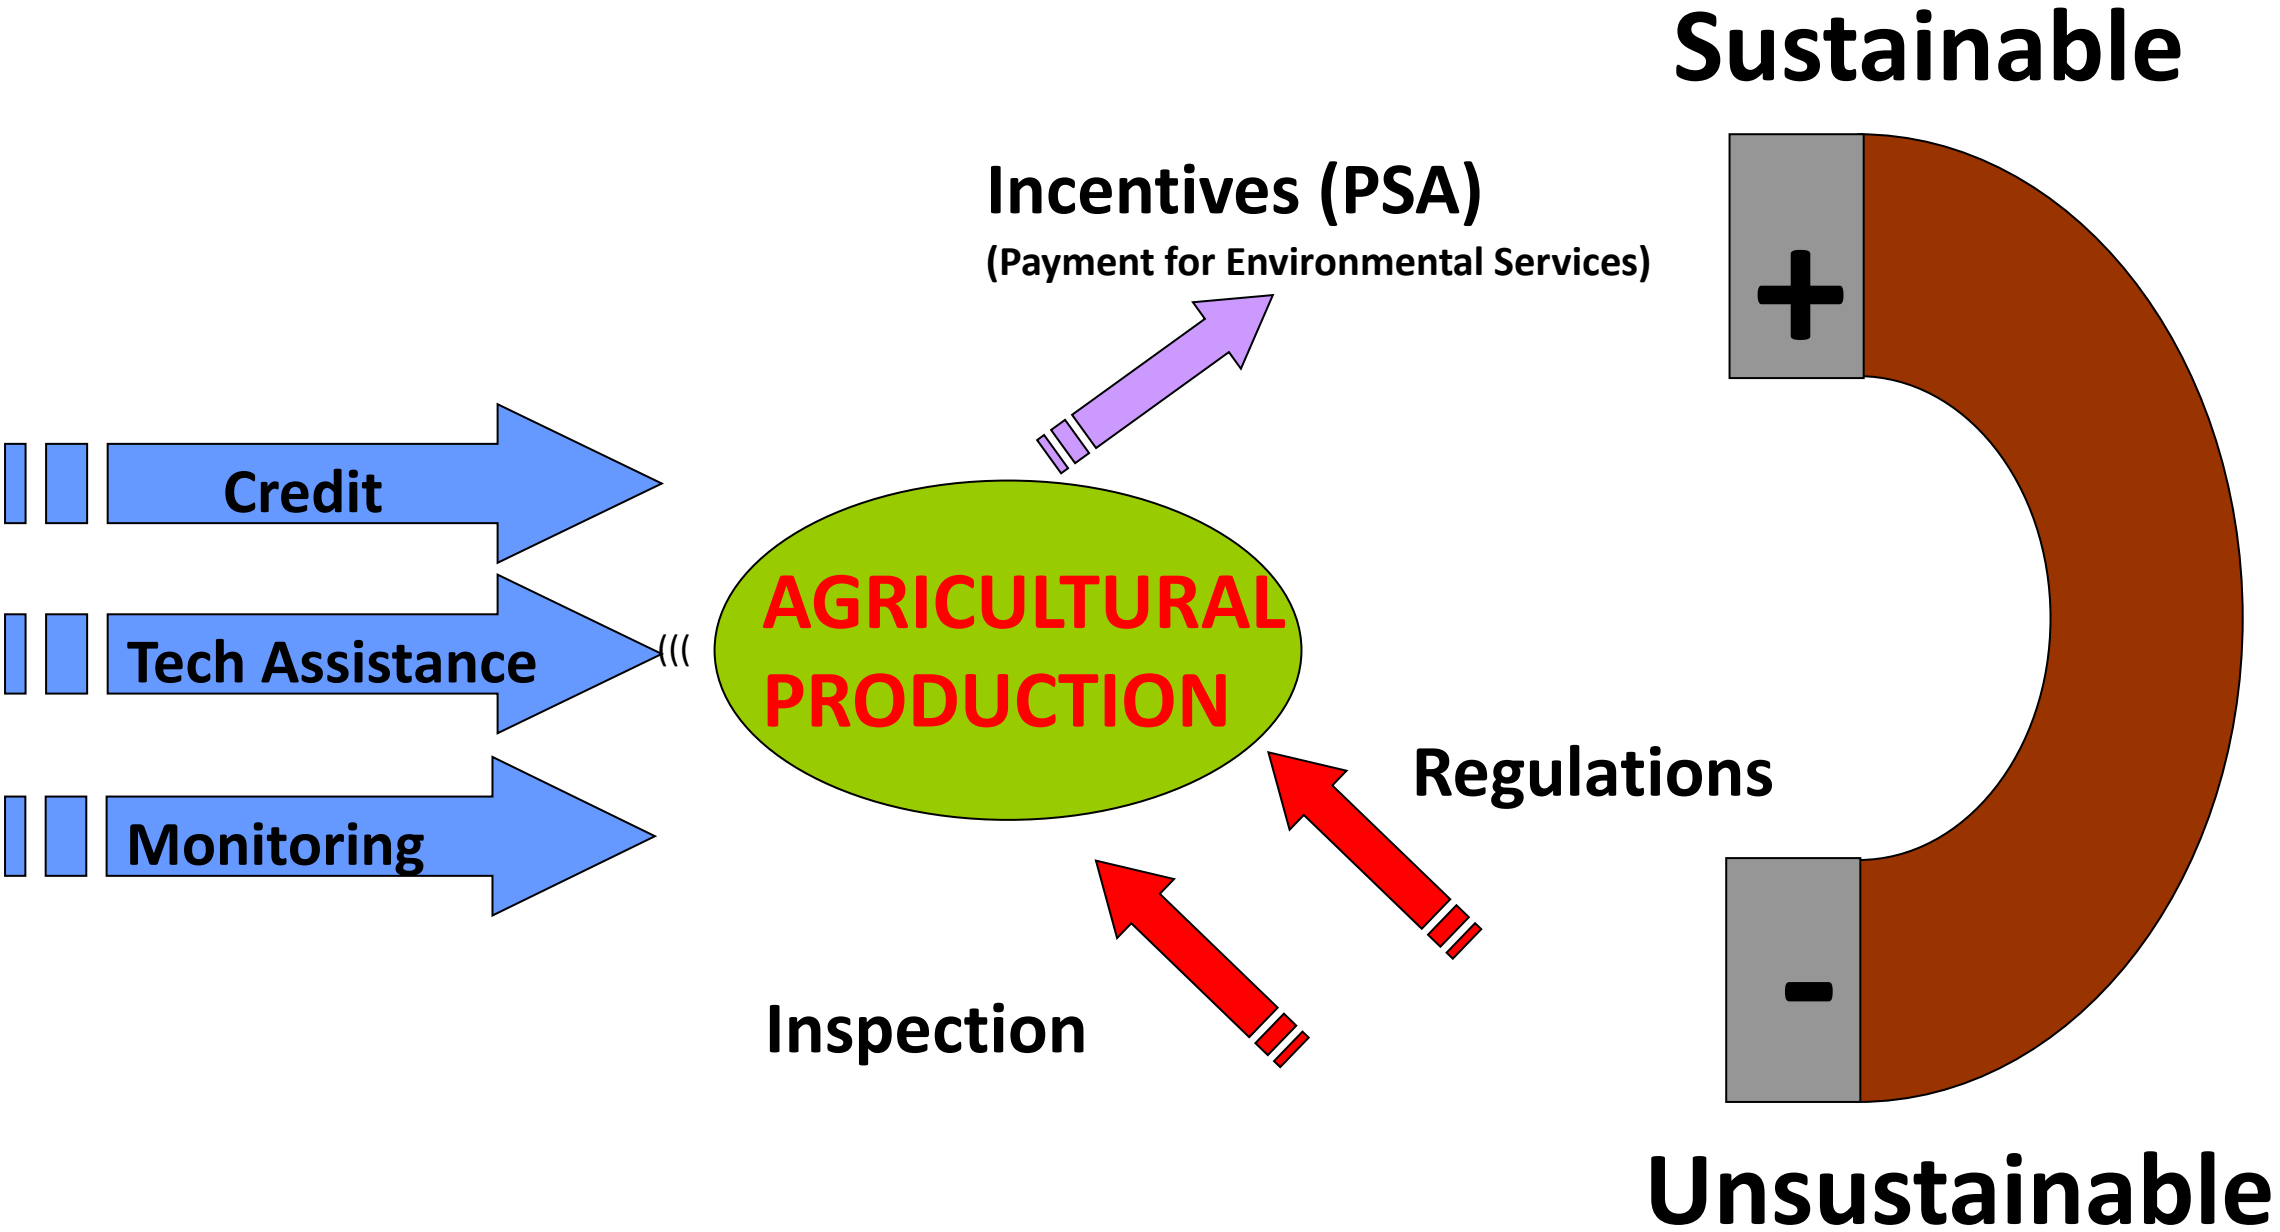 Sustainable
Incentives (PSA)
(Payment for Environmental Services)
+
Credit
AGRICULTURAL
Tech Assistance
(((
PRODUCTION
Regulations
Monitoring
-
Inspection
Unsustainable